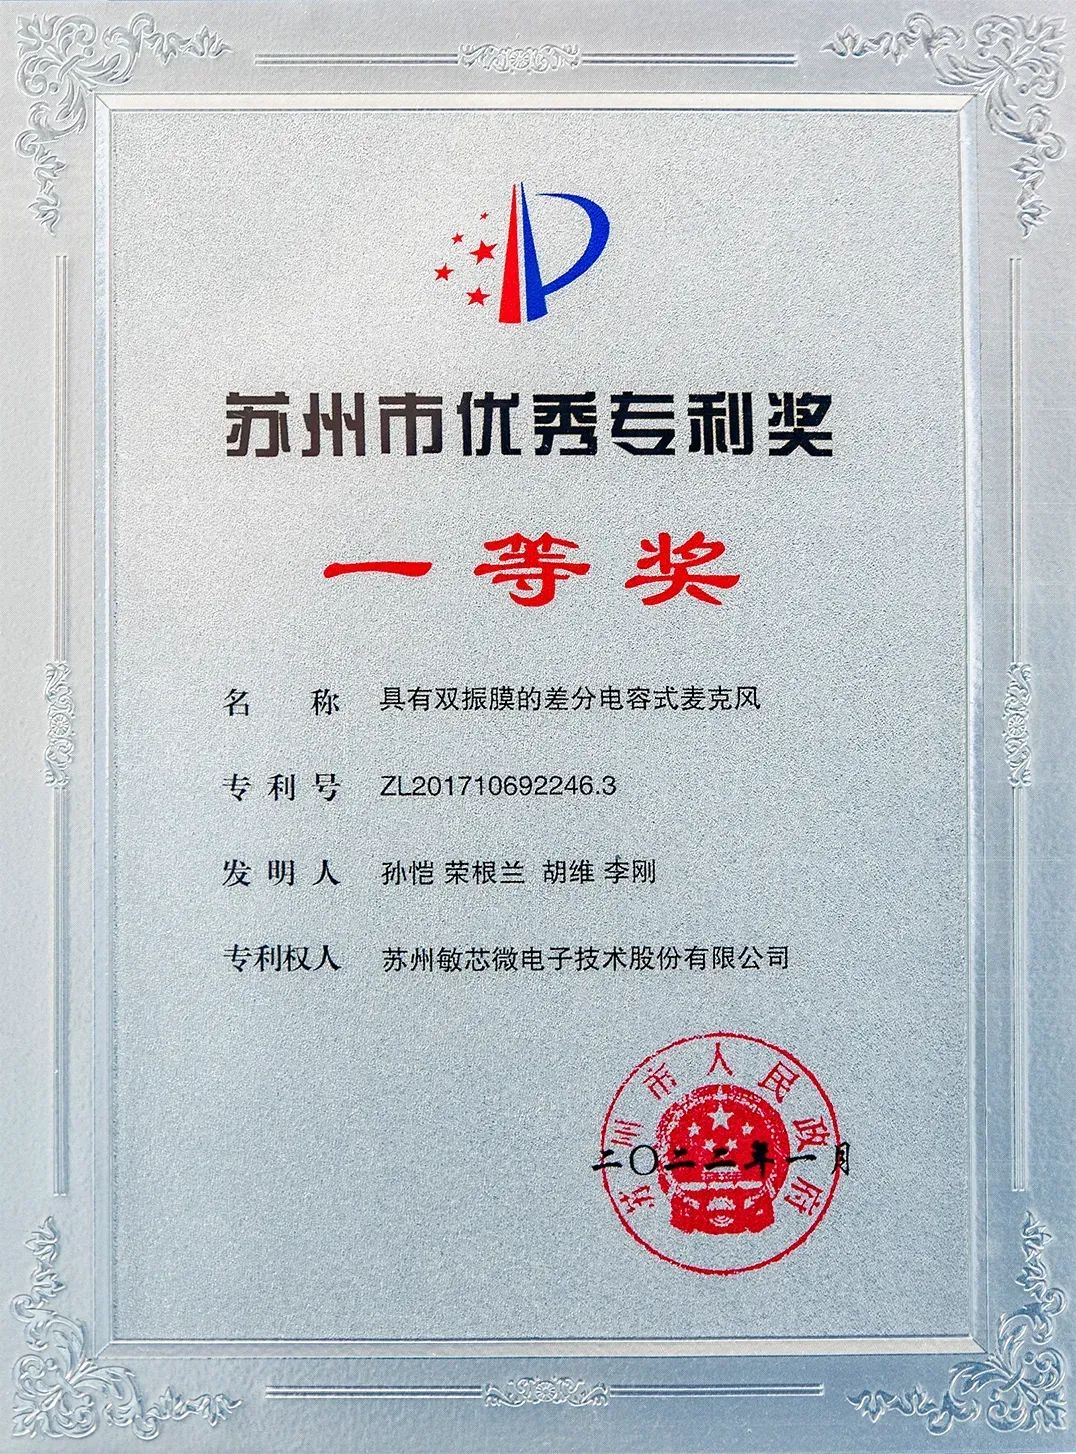 苏州市优秀专利奖
一等奖
名称 具有双振膜的差分电容式麦克风
专利号 ZL201710692246.3
发明人 孙恺 荣根兰 胡维 李刚
专利权人 苏州敏芯微电子技术股份有限公司
苏州市人民政府
二〇二二年一月